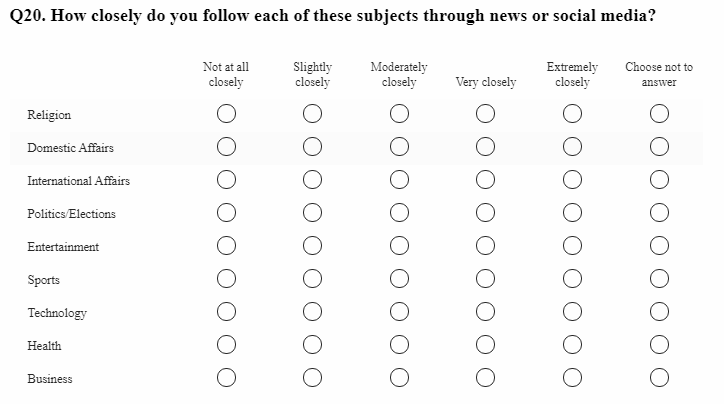 Q20. How closely do you follow each of these subjects through news or social media?
Not at all closely
Slightly closely
Moderately closely
Very closely
Extremely closely
Choose not to answer
Religion
Domestic Affairs
International Affairs
Politics/Elections
Entertainment
Sports
Technology
Health
Business